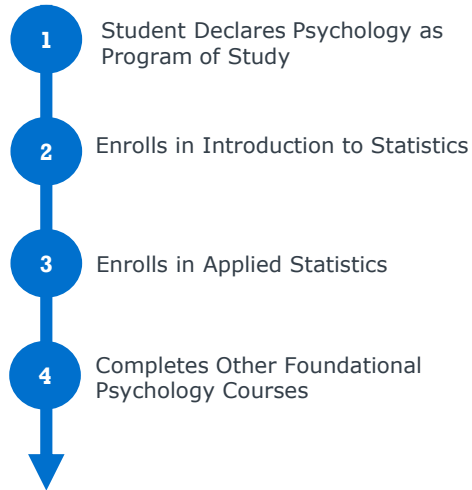 1
Student Declares Psychology as
Program of Study
2
Enrolls in Introduction to Statistics
3
Enrolls in Applied Statistics
4
Completes Other Foundational
Psychology Courses